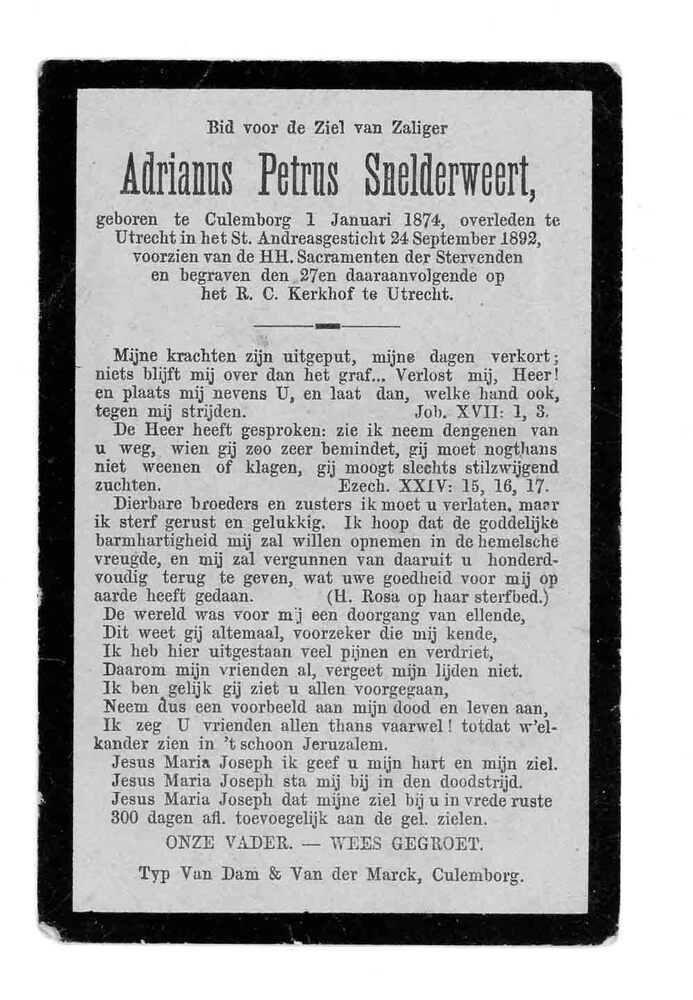 Bid voor de Ziel van Zaliger
Adrianus Petrus Snelderweert,
geboren te Culemborg 1 Januari 1874, overleden te
Utrecht in het St. Andreasgesticht 24 September 1892,
voorzien van de HH. Sacramenten der Stervenden
en begraven den 27en daaraanvolgende op
het R. C. Kerkhof te Utrecht.
Mijne krachten zijn uitgeput, mijne dagen verkort;
niets blijft mij over dan het graf... Verlost mij, Heer!
en plaats mij nevens U, en laat dan, welke hand ook,
tegen mij strijden. Job. XVII: 1, 3.
De Heer heeft gesproken: zie ik neem dengenen van
u weg, wien gij zoo zeer bemindet, gij moet nogthans
niet weenen of klagen, gij moogt slechts stilzwijgend
zuchten. Ezech. XXIV: 15, 16, 17.
Dierbare broeders en zusters ik moet u verlaten, maar
ik sterf gerust en gelukkig. Ik hoop dat de goddelijke
barmhartigheid mij zal willen opnemen in de hemelsche
vreugde, en mij zal vergunnen van daaruit u honderd-
voudig terug te geven, wat uwe goedheid voor mij op
aarde heeft gedaan. (H. Rosa op haar sterfbed.)
De wereld was voor mij een doorgang van ellende,
Dit weet gij altemaal, voorzeker die mij kende,
Ik heb hier uitgestaan veel pijnen en verdriet,
Daarom mijn vrienden al, vergeet mijn lijden niet.
Ik ben gelijk gij ziet u allen voorgegaan,
Neem dus een voorbeeld aan mijn dood en leven aan,
Ik zeg U vrienden allen thans vaarwel! totdat w'el-
kander zien in 't schoon Jeruzalem.
Jesus Maria Joseph ik geef u mijn hart en mijn ziel.
Jesus Maria Joseph sta mij bij in den doodstrijd.
Jesus Maria Joseph dat mijne ziel bij u in vrede ruste
300 dagen afl. toevoegelijk aan de gel. zielen.
ONZE VADER. — WEES GEGROET.
Typ Van Dam & Van der Marck, Culemborg.